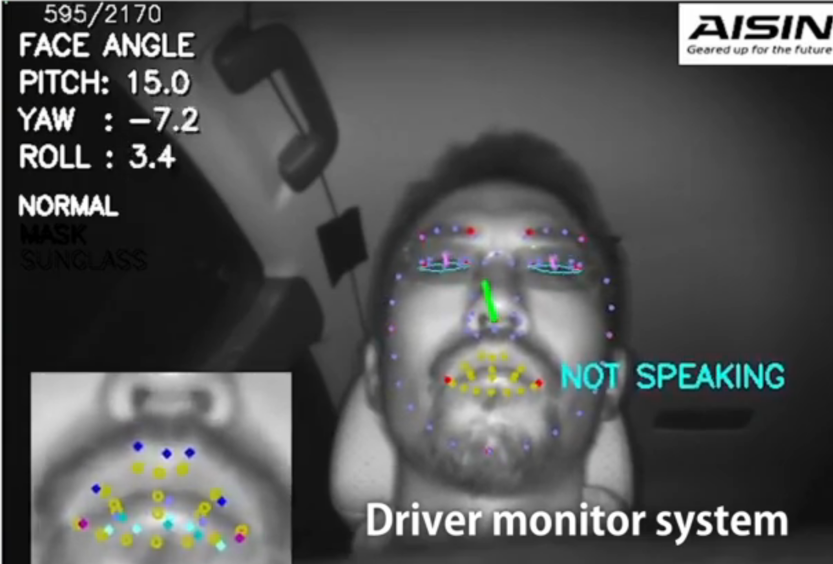 595/2170
FACE ANGLE
PITCH: 15.0
YAW : -7.2
ROLL : 3.4
NORMAL
MASK
SUNGLASS
AISIN
Geared up for the future
NOT SPEAKING
Driver monitor system